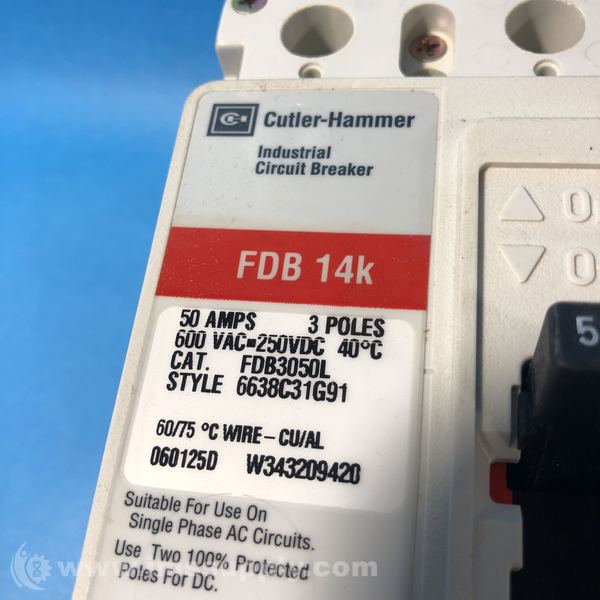 Cutler-Hammer
Industrial
Circuit Breaker
FDB 14k
50 AMPS 3 POLES
600 VAC=250VDC 40°C
CAT. FDB3050L
STYLE 6638C31G91
60/75 °C WIRE-CU/AL
060125D W343209420
Suitable For Use On
Single Phase AC Circuits.
Use Two 100% Protected
Poles For DC.
5